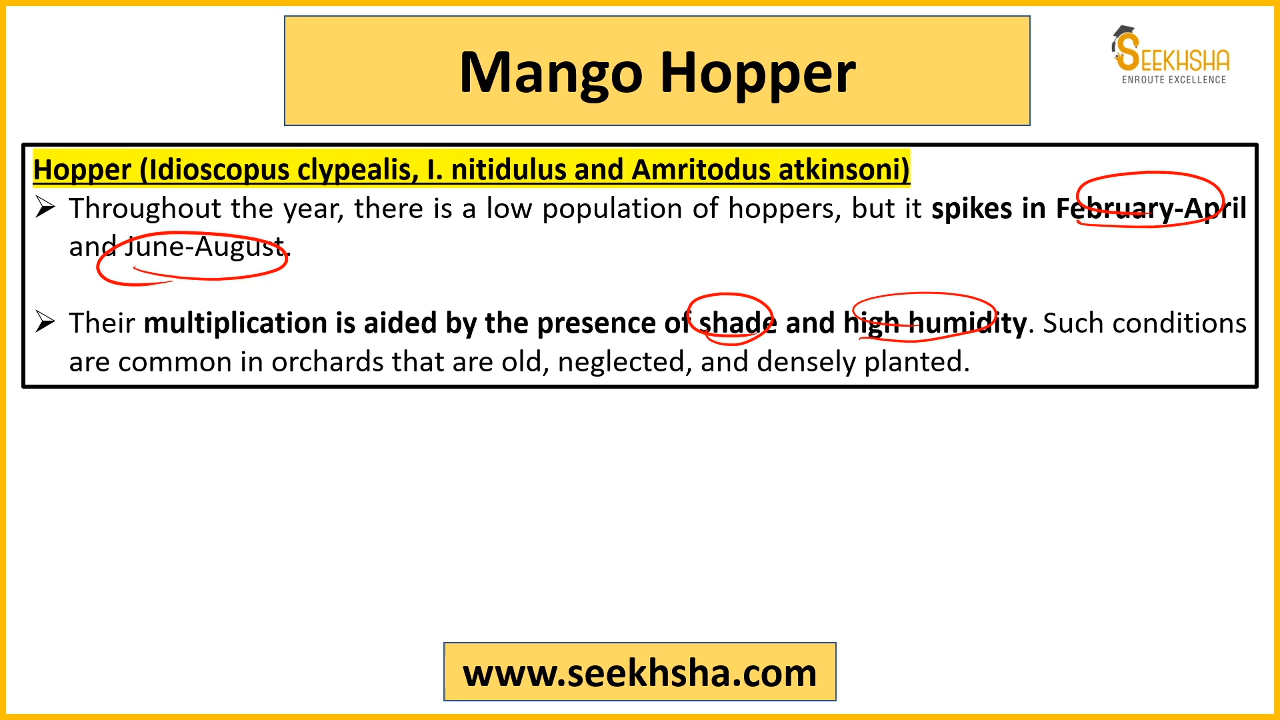 Mango Hopper
SEEKHSHA
ENROUTE EXCELLENCE
Hopper (Idioscopus clypealis, I. nitidulus and Amritodus atkinsoni)
➢ Throughout the year, there is a low population of hoppers, but it spikes in February-April
and June-August.
➢ Their multiplication is aided by the presence of shade and high humidity. Such conditions
are common in orchards that are old, neglected, and densely planted.
www.seekhsha.com